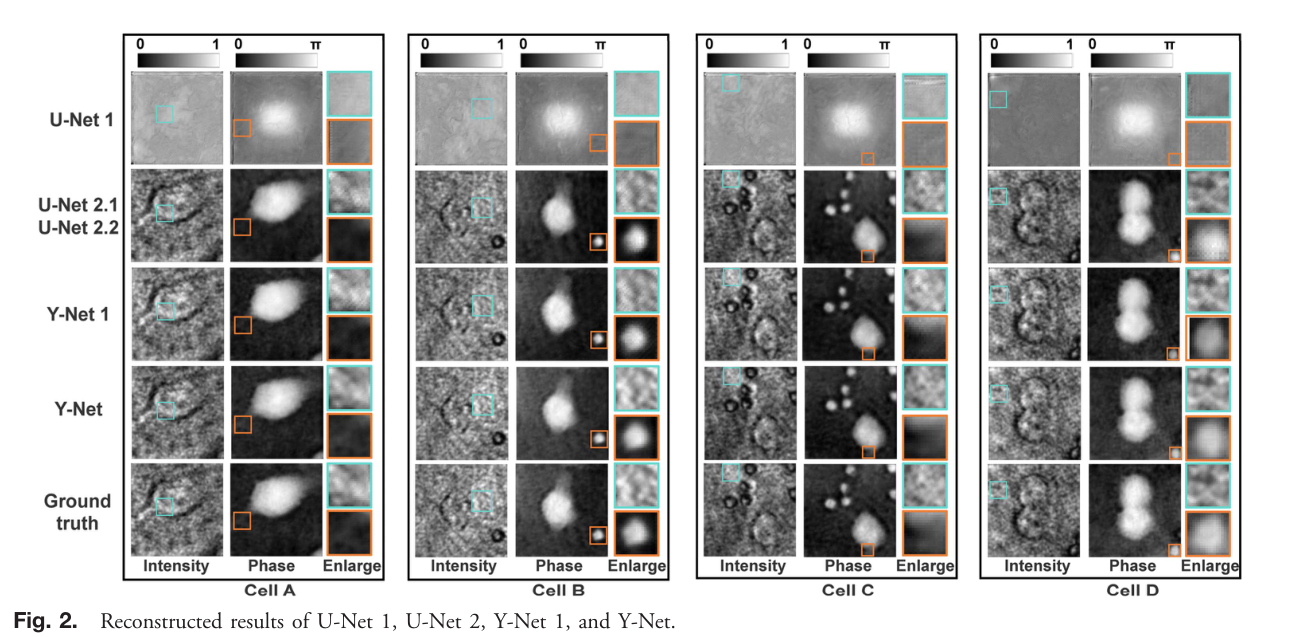 0 1 0 π 0 1 0 π 0 1 0 π 0 1 0 π
U-Net 1
U-Net 2.1
U-Net 2.2
Y-Net 1
Y-Net
Ground
truth
Intensity Phase Enlarge Intensity Phase Enlarge Intensity Phase Enlarge Intensity Phase Enlarge
Cell A Cell B Cell C Cell D
Fig. 2. Reconstructed results of U-Net 1, U-Net 2, Y-Net 1, and Y-Net.